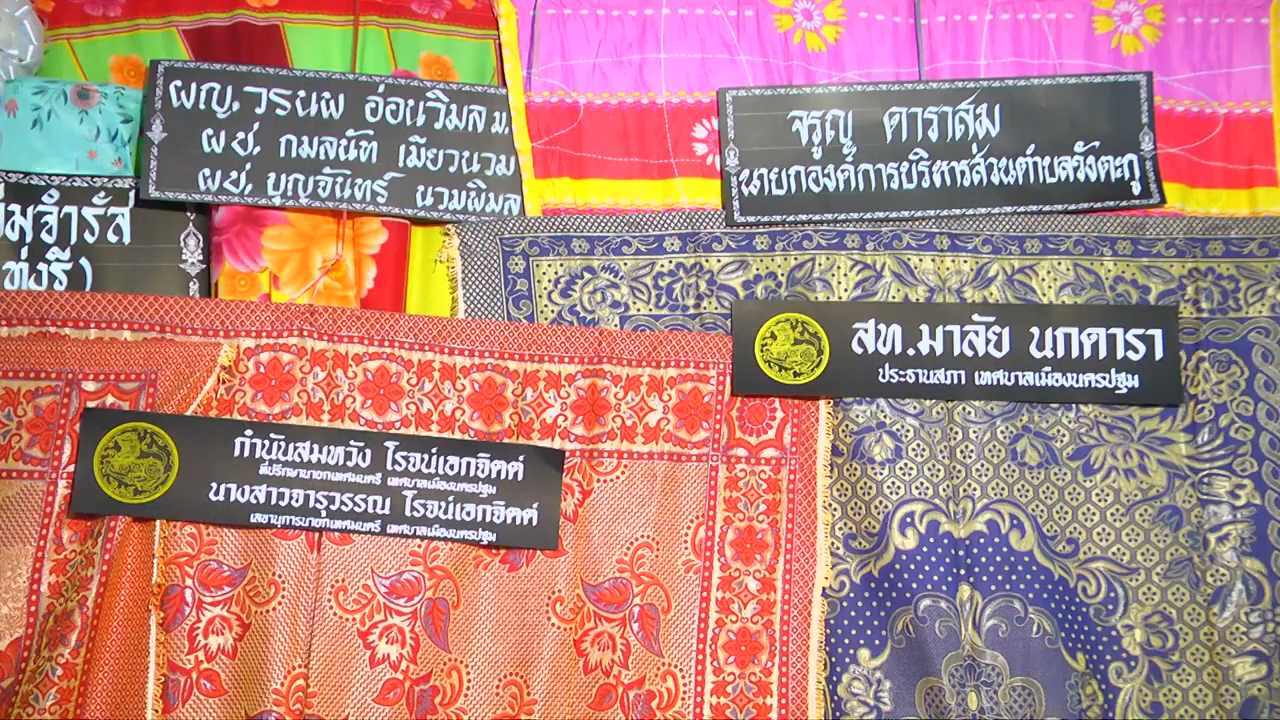 ผญ.วรนพ อ่อนวิมล ม.
ผช. กมลนัท เมียวนวม
ผช. บุญจันทร์ นวมพิมล
จรูญ ดาราสม
นายกองค์การบริหารส่วนตำบลวังตะกู
ทุ่งรี)
สท.มาลัย นกดารา
ประธานสภา เทศบาลเมืองนครปฐม
กำนันสมหวัง โรจน์เอกจิตต์
ที่ปรึกษานายกเทศมนตรี เทศบาลเมืองนครปฐม
นางสาวจารุวรรณ โรจน์เอกจิตต์
เลขานุการนายกเทศมนตรี เทศบาลเมืองนครปฐม